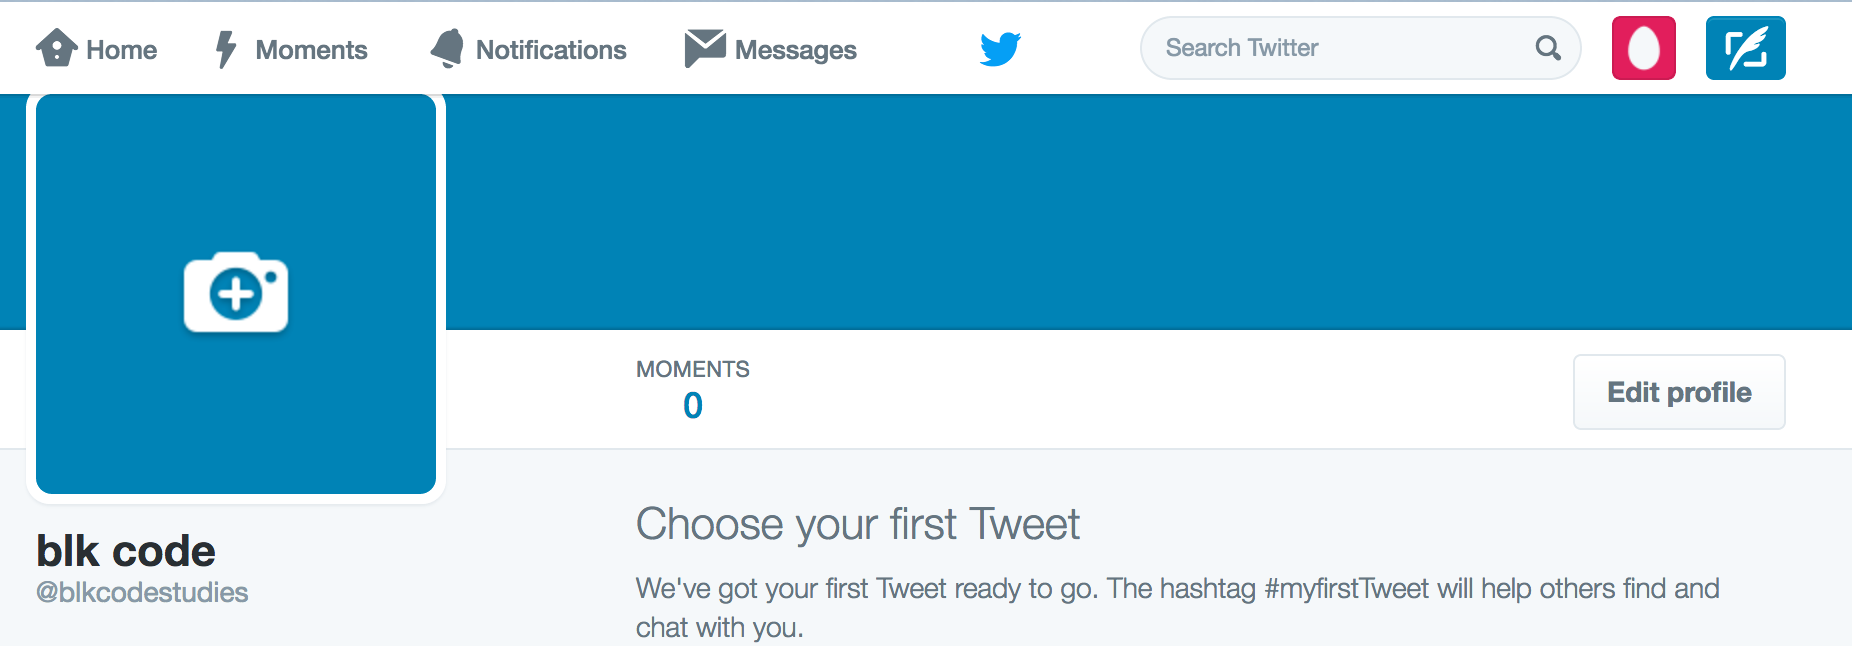 Home Moments Notifications Messages Search Twitter
MOMENTS
0
Edit profile
blk code
@blkcodestudies
Choose your first Tweet
We've got your first Tweet ready to go. The hashtag #myfirstTweet will help others find and
chat with you.